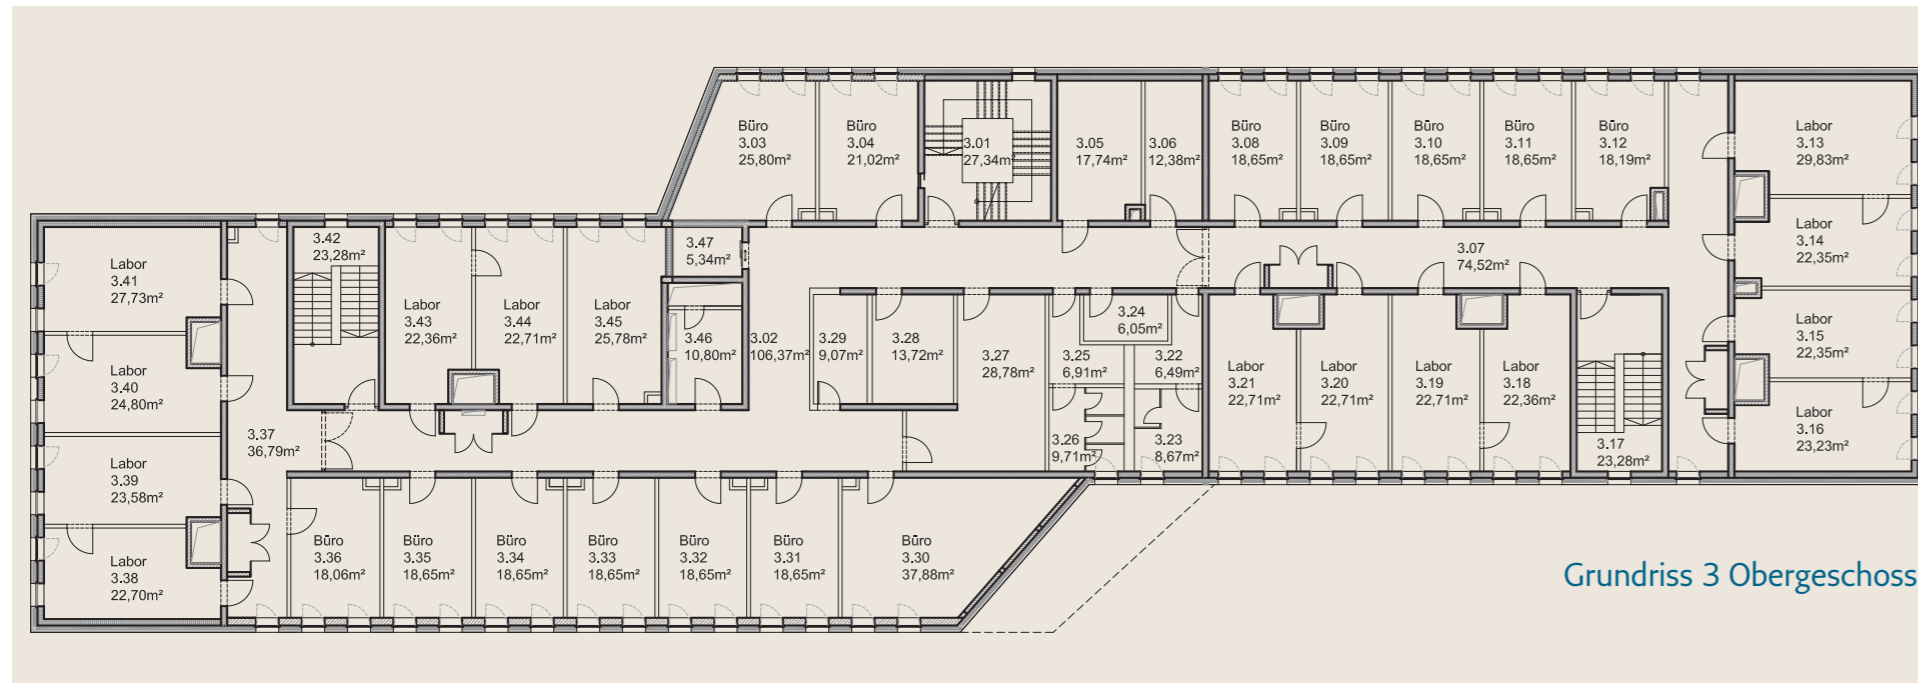 Büro
3.03
25,80m²
Büro
3.04
21,02m²
3.01
27,34m²
3.05
17,74m²
3.06
12,38m²
Büro
3.08
18,65m²
Büro
3.09
18,65m²
Büro
3.10
18,65m²
Büro
3.11
18,65m²
Büro
3.12
18,19m²
Labor
3.13
29,83m²
Labor
3.14
22,35m²
Labor
3.15
22,35m²
Labor
3.16
23,23m²
3.07
74,52m²
Labor
3.41
27,73m²
3.42
23,28m²
Labor
3.43
22,36m²
Labor
3.44
22,71m²
Labor
3.45
25,78m²
3.47
5,34m²
3.46
10,80m²
3.02
106,37m²
3.29
9,07m²
3.28
13,72m²
3.27
28,78m²
3.24
6,05m²
3.25
6,91m²
3.22
6,49m²
3.26
9,71m²
3.23
8,67m²
Labor
3.21
22,71m²
Labor
3.20
22,71m²
Labor
3.19
22,71m²
Labor
3.18
22,36m²
3.17
23,28m²
Labor
3.40
24,80m²
3.37
36,79m²
Labor
3.39
23,58m²
Labor
3.38
22,70m²
Büro
3.36
18,06m²
Büro
3.35
18,65m²
Büro
3.34
18,65m²
Büro
3.33
18,65m²
Büro
3.32
18,65m²
Büro
3.31
18,65m²
Büro
3.30
37,88m²
Grundriss 3 Obergeschoss